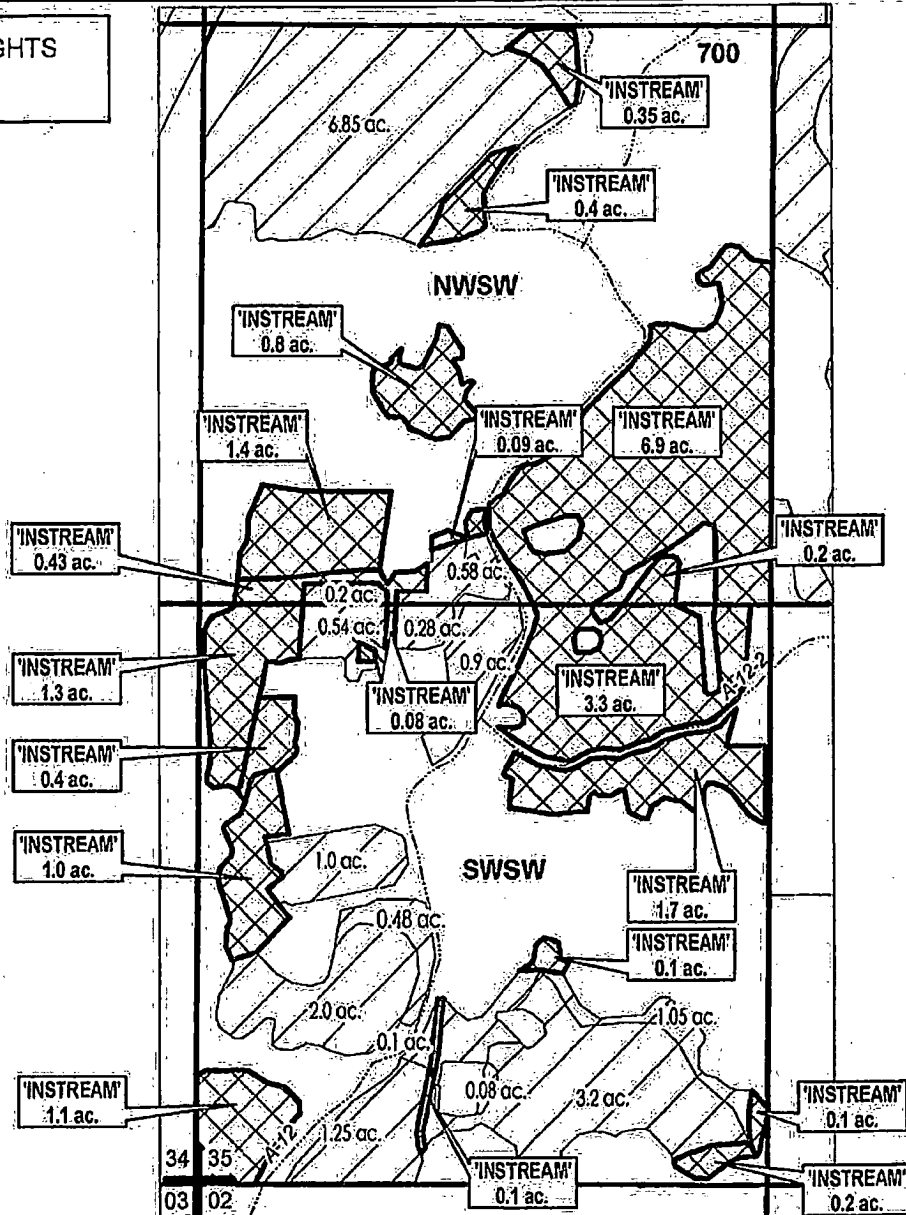 GHTS
700
'INSTREAM'
0.35 ac.
6.85 ac.
'INSTREAM'
0.4 ac.
NWSW
'INSTREAM'
0.8 ac.
'INSTREAM'
1.4 ac.
'INSTREAM'
0.09 ac.
'INSTREAM'
6.9 ac.
'INSTREAM'
0.43 ac.
'INSTREAM'
0.2 ac.
0.58 ac.
0.2 ac.
0.54 ac.
0.28 ac.
0.9 ac.
'INSTREAM'
1.3 ac.
'INSTREAM'
0.08 ac.
'INSTREAM'
3.3 ac.
A-12-2
'INSTREAM'
0.4 ac.
'INSTREAM'
1.0 ac.
1.0 ac.
SWSW
'INSTREAM'
1.7 ac.
0.48 ac.
'INSTREAM'
0.1 ac.
2.0 ac.
1.05 ac.
0.1 ac.
0.08 ac.
3.2 ac.
'INSTREAM'
1.1 ac.
A-12
1.25 ac.
'INSTREAM'
0.1 ac.
'INSTREAM'
0.1 ac.
'INSTREAM'
0.2 ac.
34 35
03 02